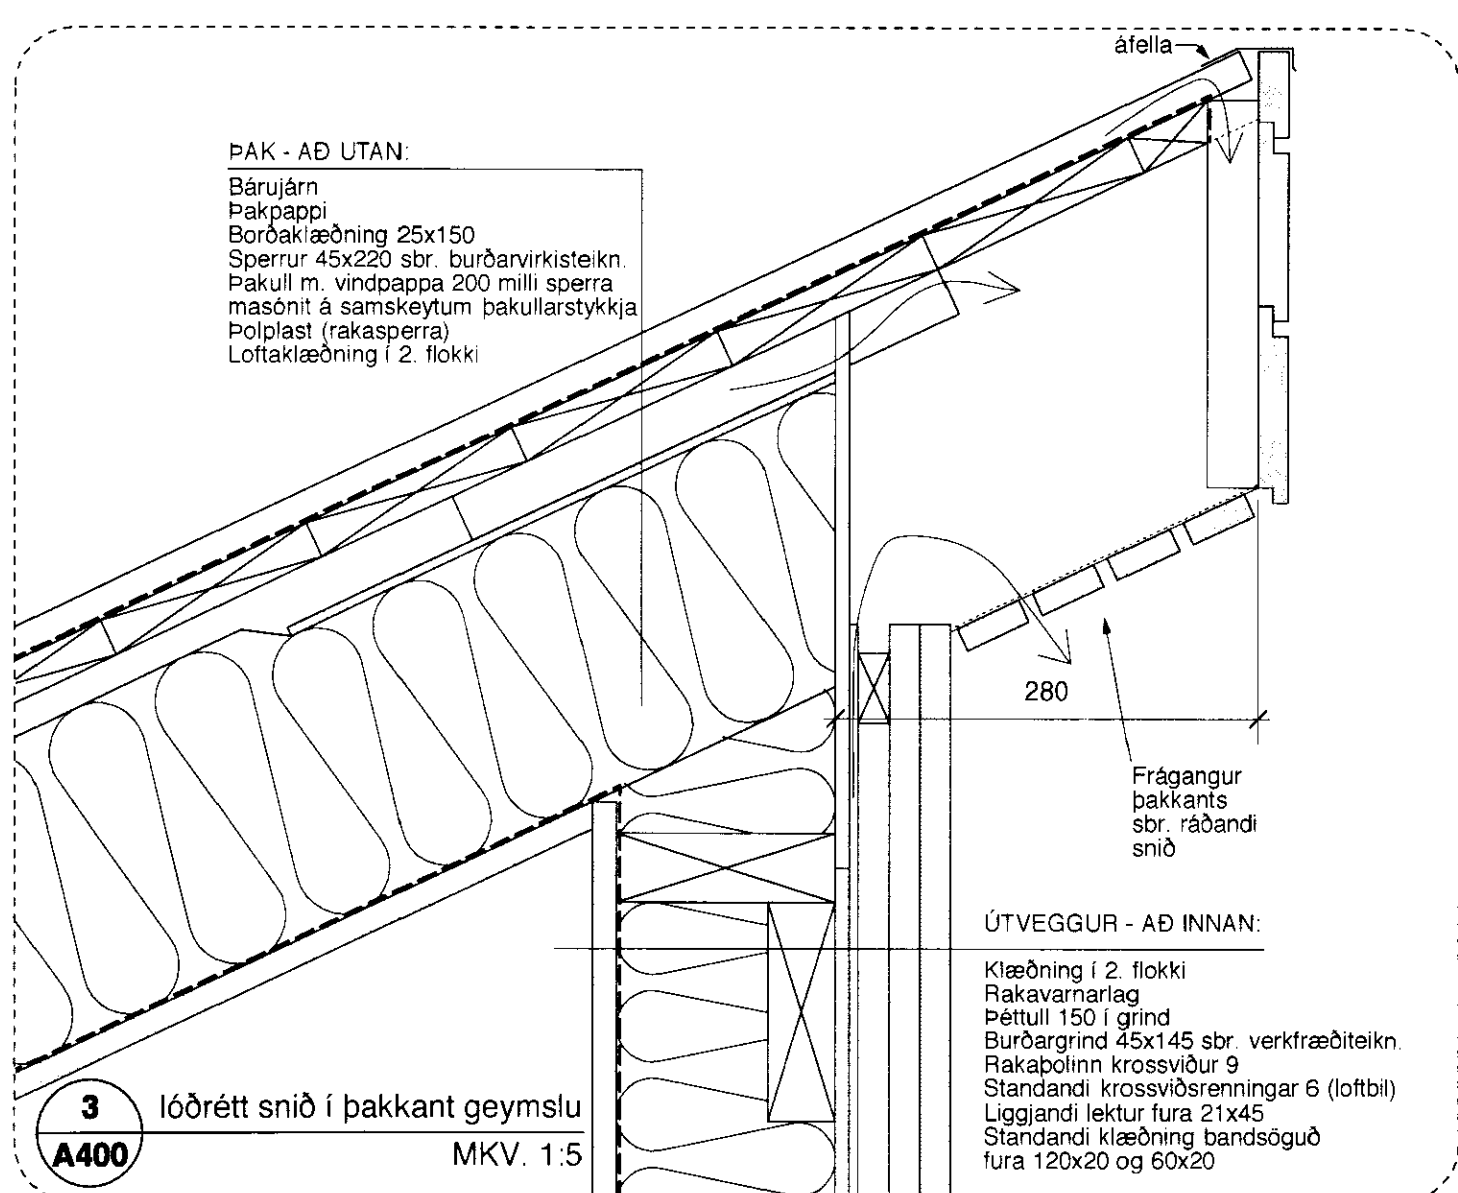 áfella
ÞAK - AÐ UTAN:
Bárujárn
Þakpappi
Borðaklæðning 25x150
Sperrur 45x220 sbr. burðarvirkisteikn.
Þakull m. vindpappa 200 milli sperra
masónit á samskeytum þakullarstykkja
Þolplast (rakasperra)
Loftaklæðning í 2. flokki
280
Frágangur
þakkants
sbr. ráðandi
snið
ÚTVEGGUR - AÐ INNAN:
Klæðning í 2. flokki
Rakavarnarlag
Þéttull 150 í grind
Burðargrind 45x145 sbr. verkfræðiteikn.
Rakaþolinn krossviður 9
Standandi krossviðsrenningar 6 (loftbil)
Liggjandi lektur fura 21x45
Standandi klæðning bandsöguð
fura 120x20 og 60x20
3 lóðrétt snið í þakkant geymslu
A400 MKV. 1:5